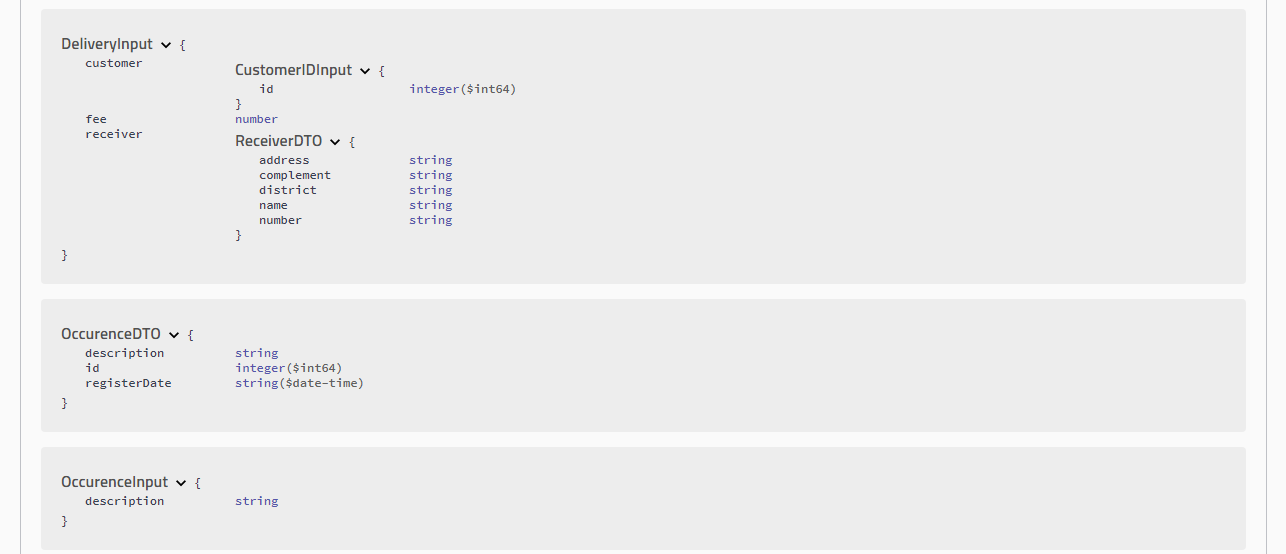 DeliveryInput {
customer
CustomerIDInput {
id integer($int64)
}
fee number
receiver
ReceiverDTO {
address string
complement string
district string
name string
number string
}
}
OccurenceDTO {
description string
id integer($int64)
registerDate string($date-time)
}
OccurenceInput {
description string
}